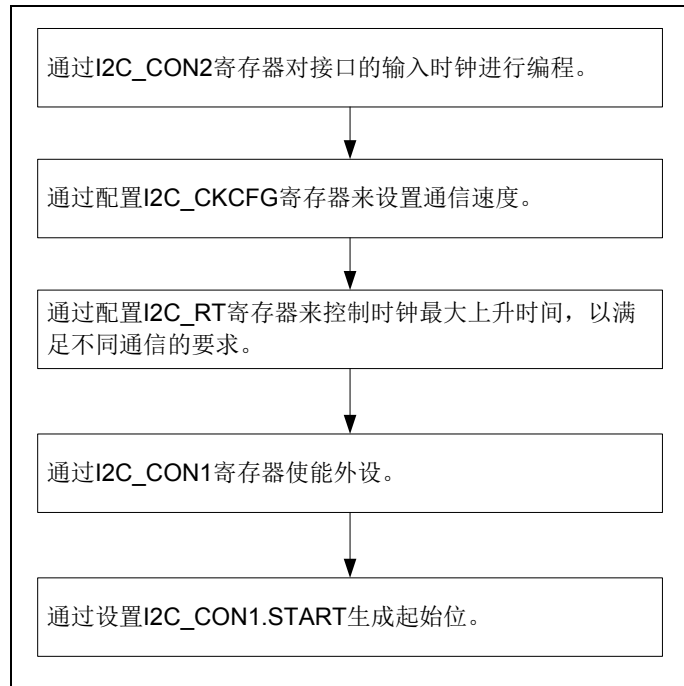 通过I2C_CON2寄存器对接口的输入时钟进行编程。
通过配置I2C_CKCFG寄存器来设置通信速度。
通过配置I2C_RT寄存器来控制时钟最大上升时间，以满
足不同通信的要求。
通过I2C_CON1寄存器使能外设。
通过设置I2C_CON1.START生成起始位。